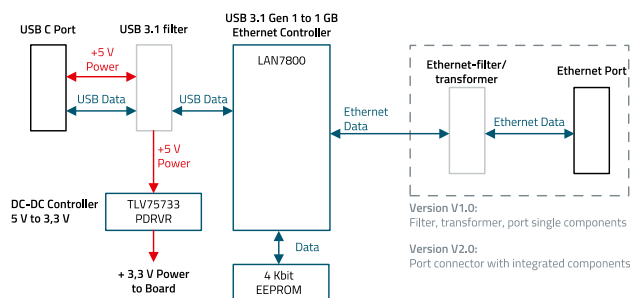 USB C Port
USB 3.1 filter
USB 3.1 Gen 1 to 1 GB
Ethernet Controller
+5 V
Power
USB Data
USB Data
LAN7800
Ethernet
Data
Ethernet-filter/
transformer
Ethernet Port
Ethernet Data
+5 V
Power
DC-DC Controller
5 V to 3,3 V
TLV75733
PDRVR
+ 3,3 V Power
to Board
Data
4 Kbit
EEPROM
Version V1.0:
Filter, transformer, port single components
Version V2.0:
Port connector with integrated components